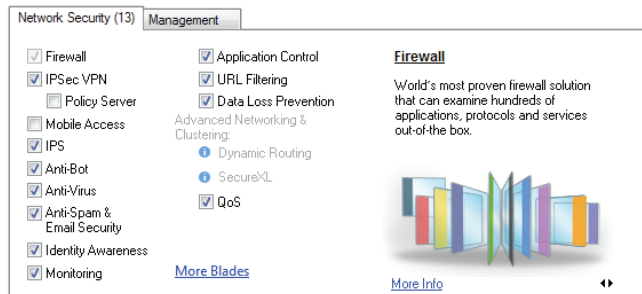 Network Security (13)
Management
Firewall
IPSec VPN
Policy Server
Mobile Access
IPS
Anti-Bot
Anti-Virus
Anti-Spam &
Email Security
Identity Awareness
Monitoring
Application Control
URL Filtering
Data Loss Prevention
Advanced Networking &
Clustering:
Dynamic Routing
SecureXL
QoS
More Blades
Firewall
World's most proven firewall solution
that can examine hundreds of
applications, protocols and services
out-of-the box.
More Info